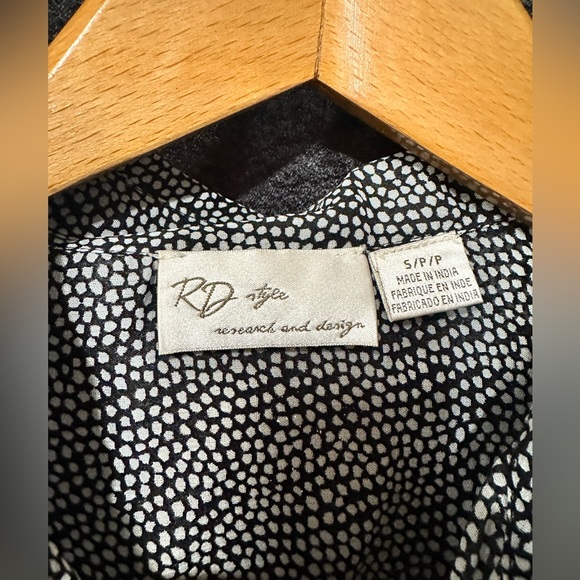 RD style
research and design
S/P/P
MADE IN INDIA
FABRIQUE EN INDE
FABRICADO EN INDIA